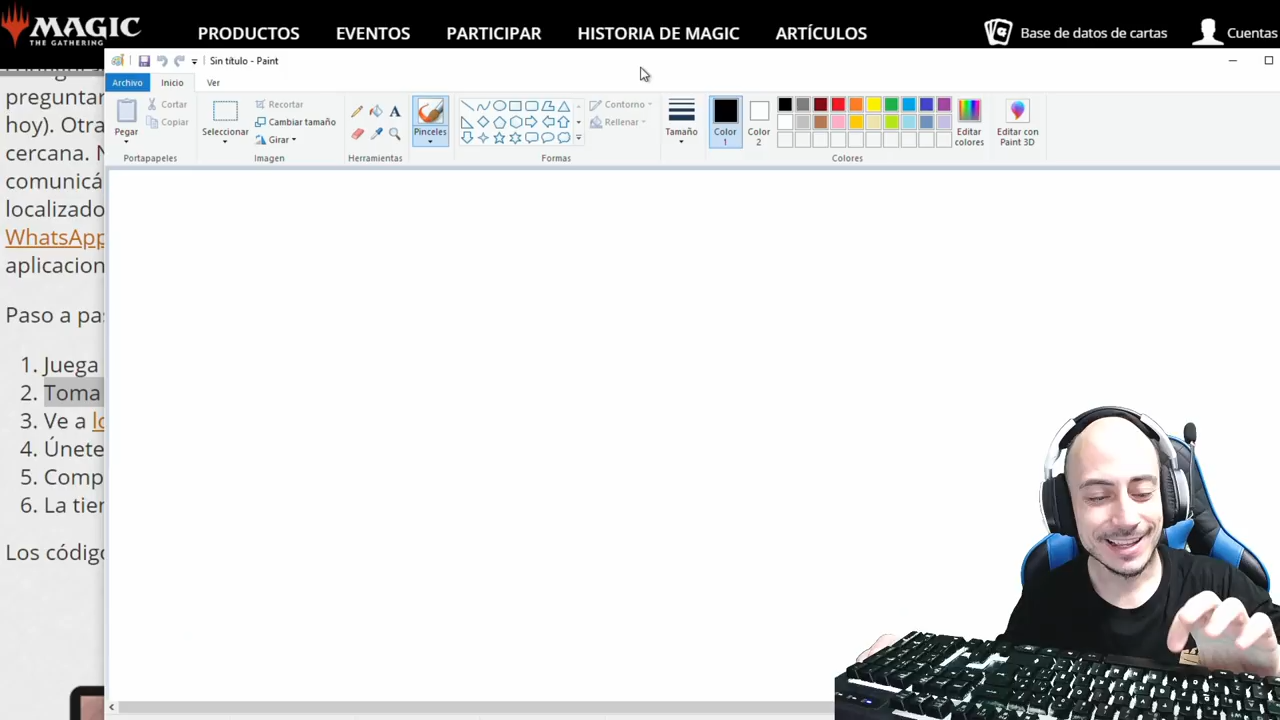 MAGIC
THE GATHERING
PRODUCTOS EVENTOS PARTICIPAR HISTORIA DE MAGIC ARTÍCULOS Base de datos de cartas Cuentas
Sin título - Paint
Archivo Inicio Ver
Pegar
Cortar
Copiar
Portapapeles
Seleccionar
Recortar
Cambiar tamaño
Girar
Imagen
Herramientas
Pinceles
Contorno
Rellenar
Formas
Tamaño
Color
1
Color
2
Editar
colores
Colores
Editar con
Paint 3D
preguntar
hoy). Otra
cercana. N
comunicá
localizado
WhatsApp
aplicacion
Paso a pa
1. Juega
2. Toma
3. Ve a lo
4. Únete
5. Comp
6. La tien
Los código